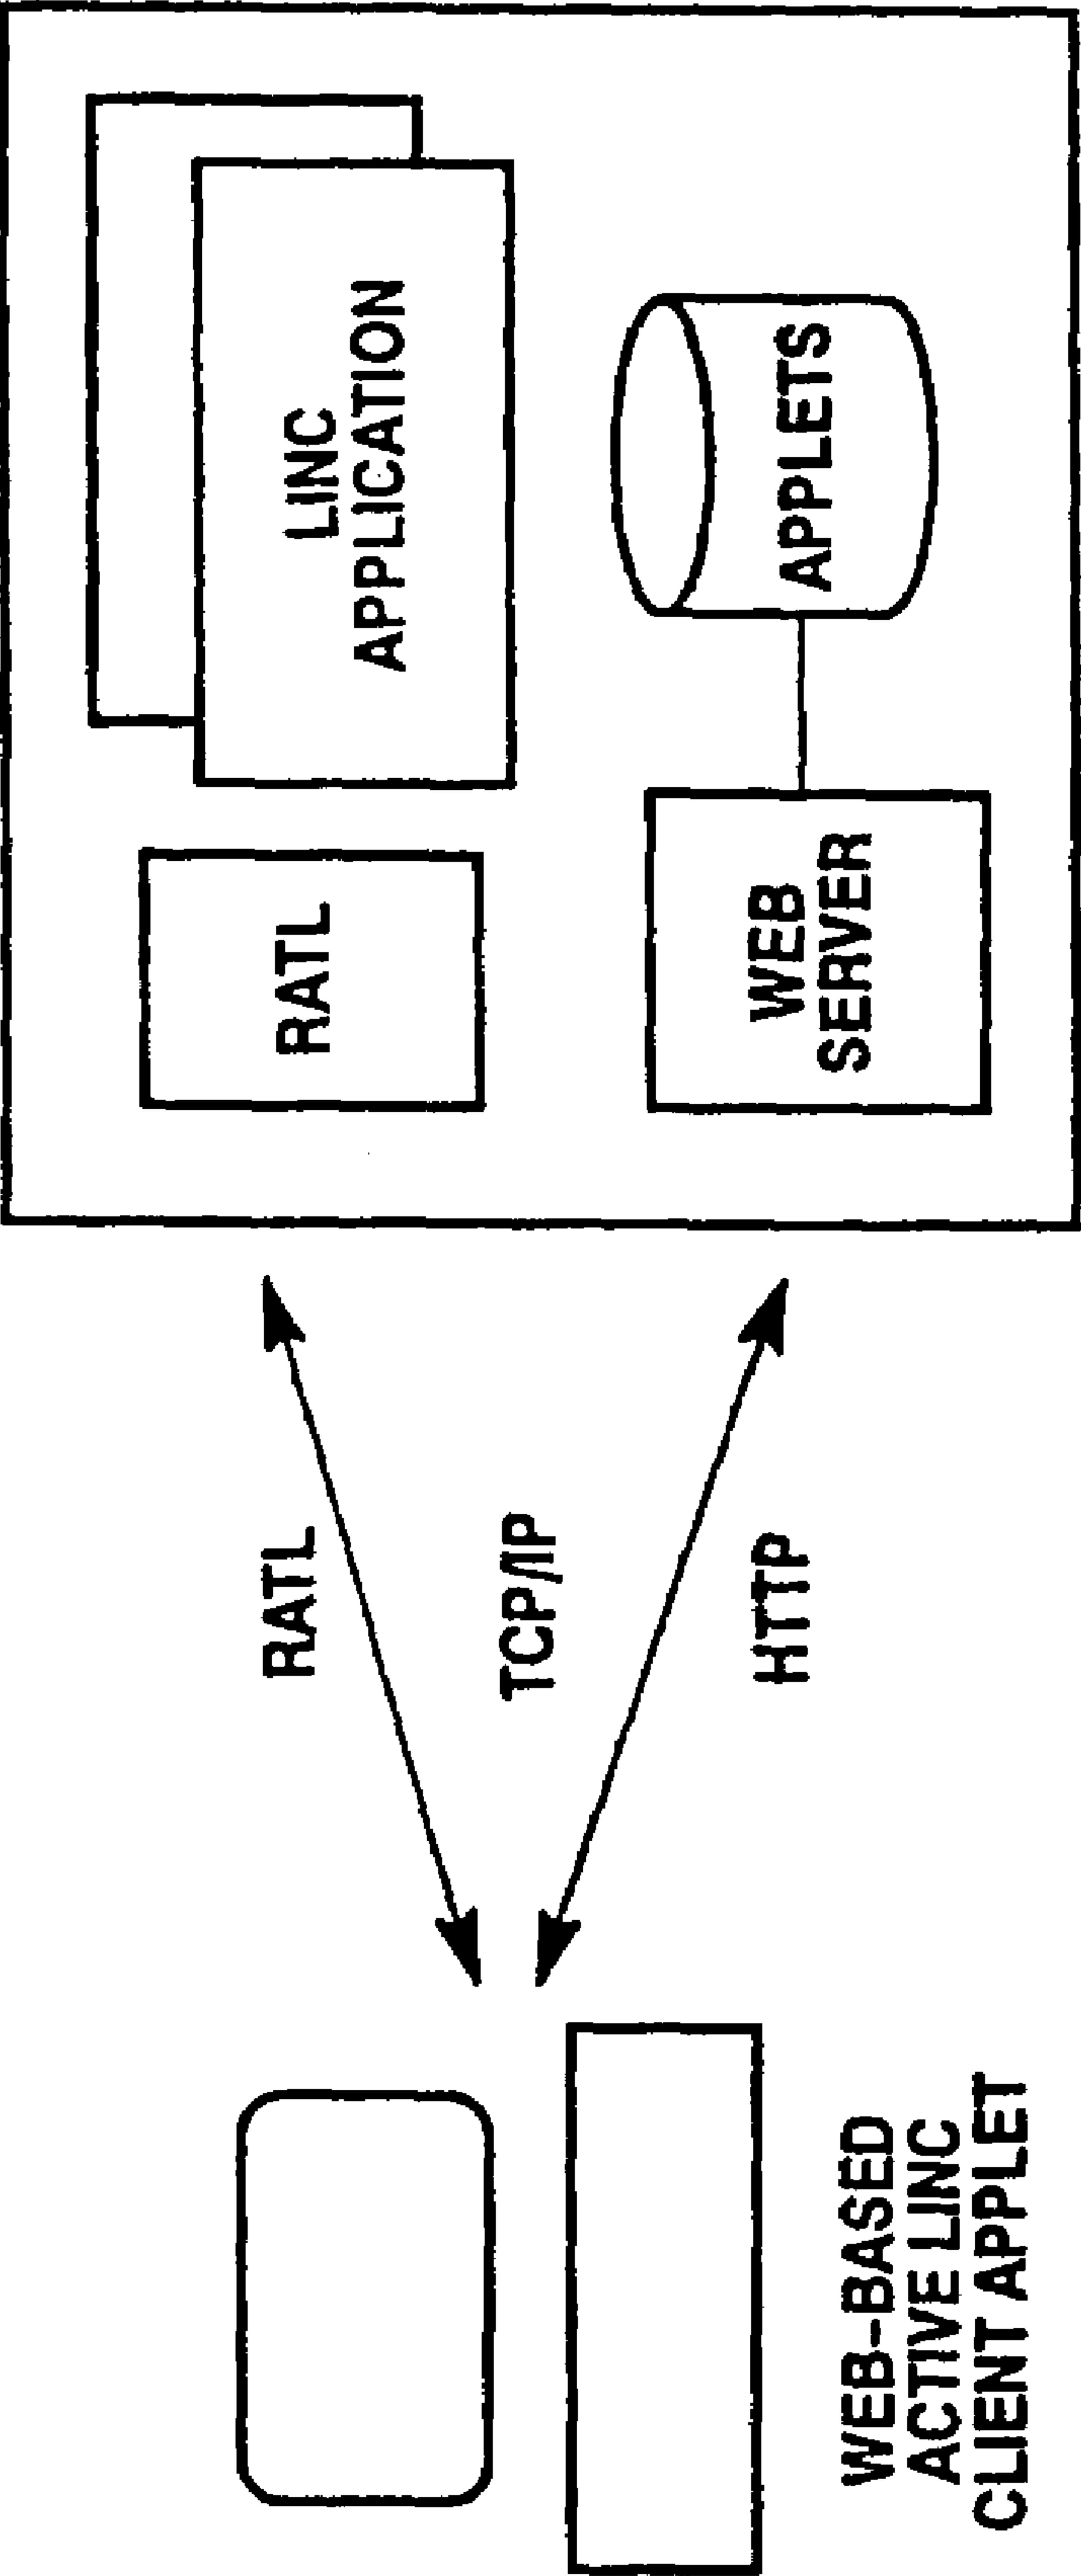 WEB-BASED
ACTIVE LINC
CLIENT APPLET
RATL
TCP/IP
HTTP
RATL
LINC
APPLICATION
WEB
SERVER
APPLETS